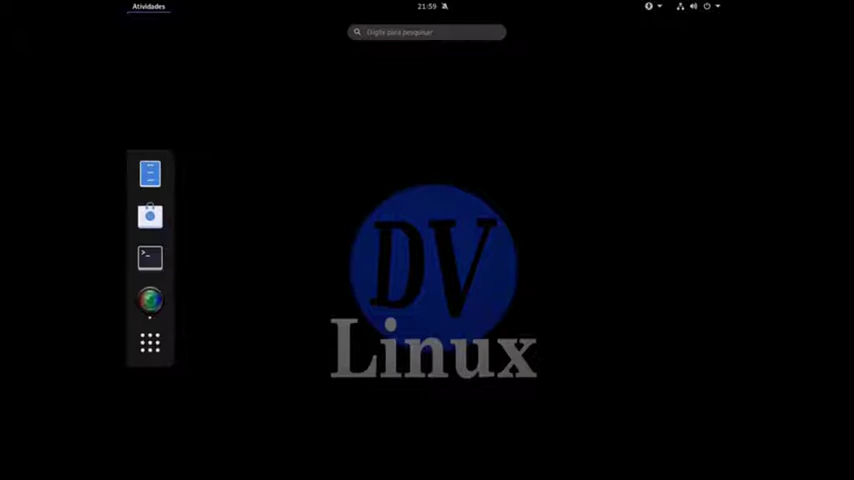 Atividades
21:59
Digite para pesquisar
>_
DV
Linux